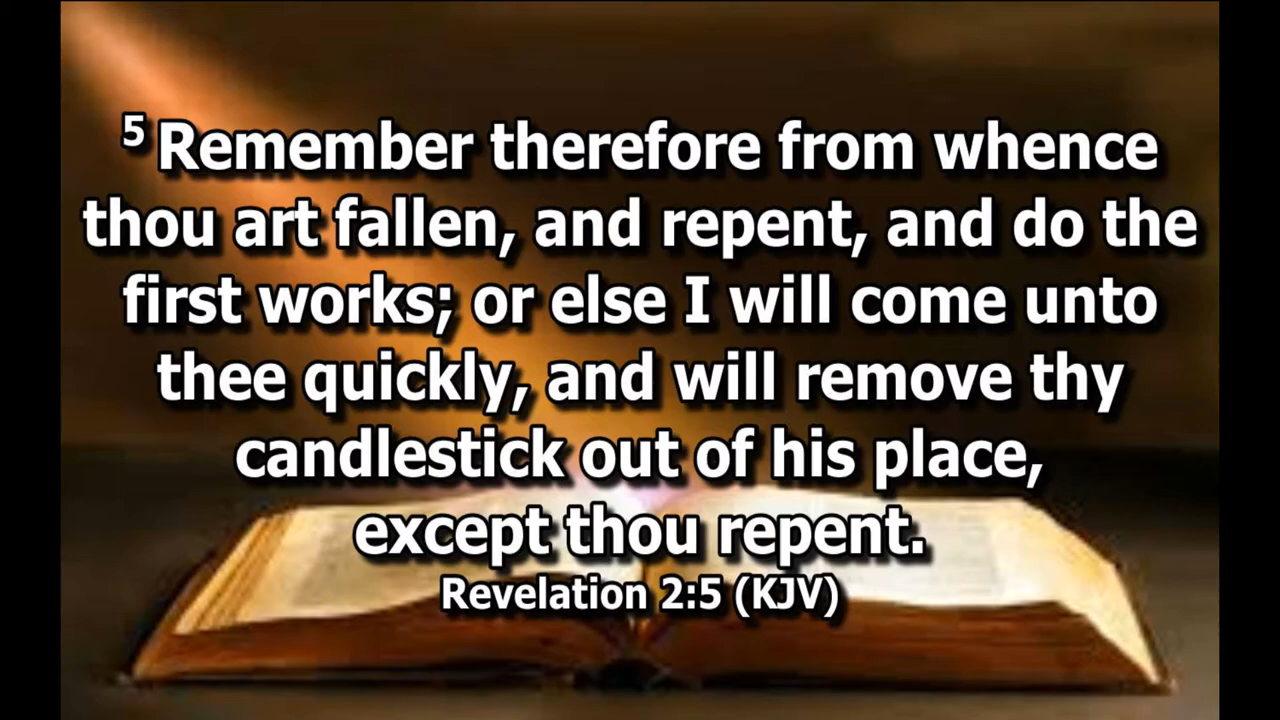 5 Remember therefore from whence
thou art fallen, and repent, and do the
first works; or else I will come unto
thee quickly, and will remove thy
candlestick out of his place,
except thou repent.
Revelation 2:5 (KJV)